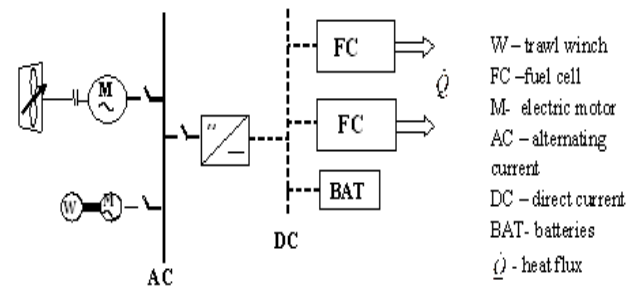 FC
M
Q̇
FC
W
M
BAT
DC
AC
W – trawl winch
FC –fuel cell
M- electric motor
AC – alternating
current
DC – direct current
BAT- batteries
Q̇ - heat flux